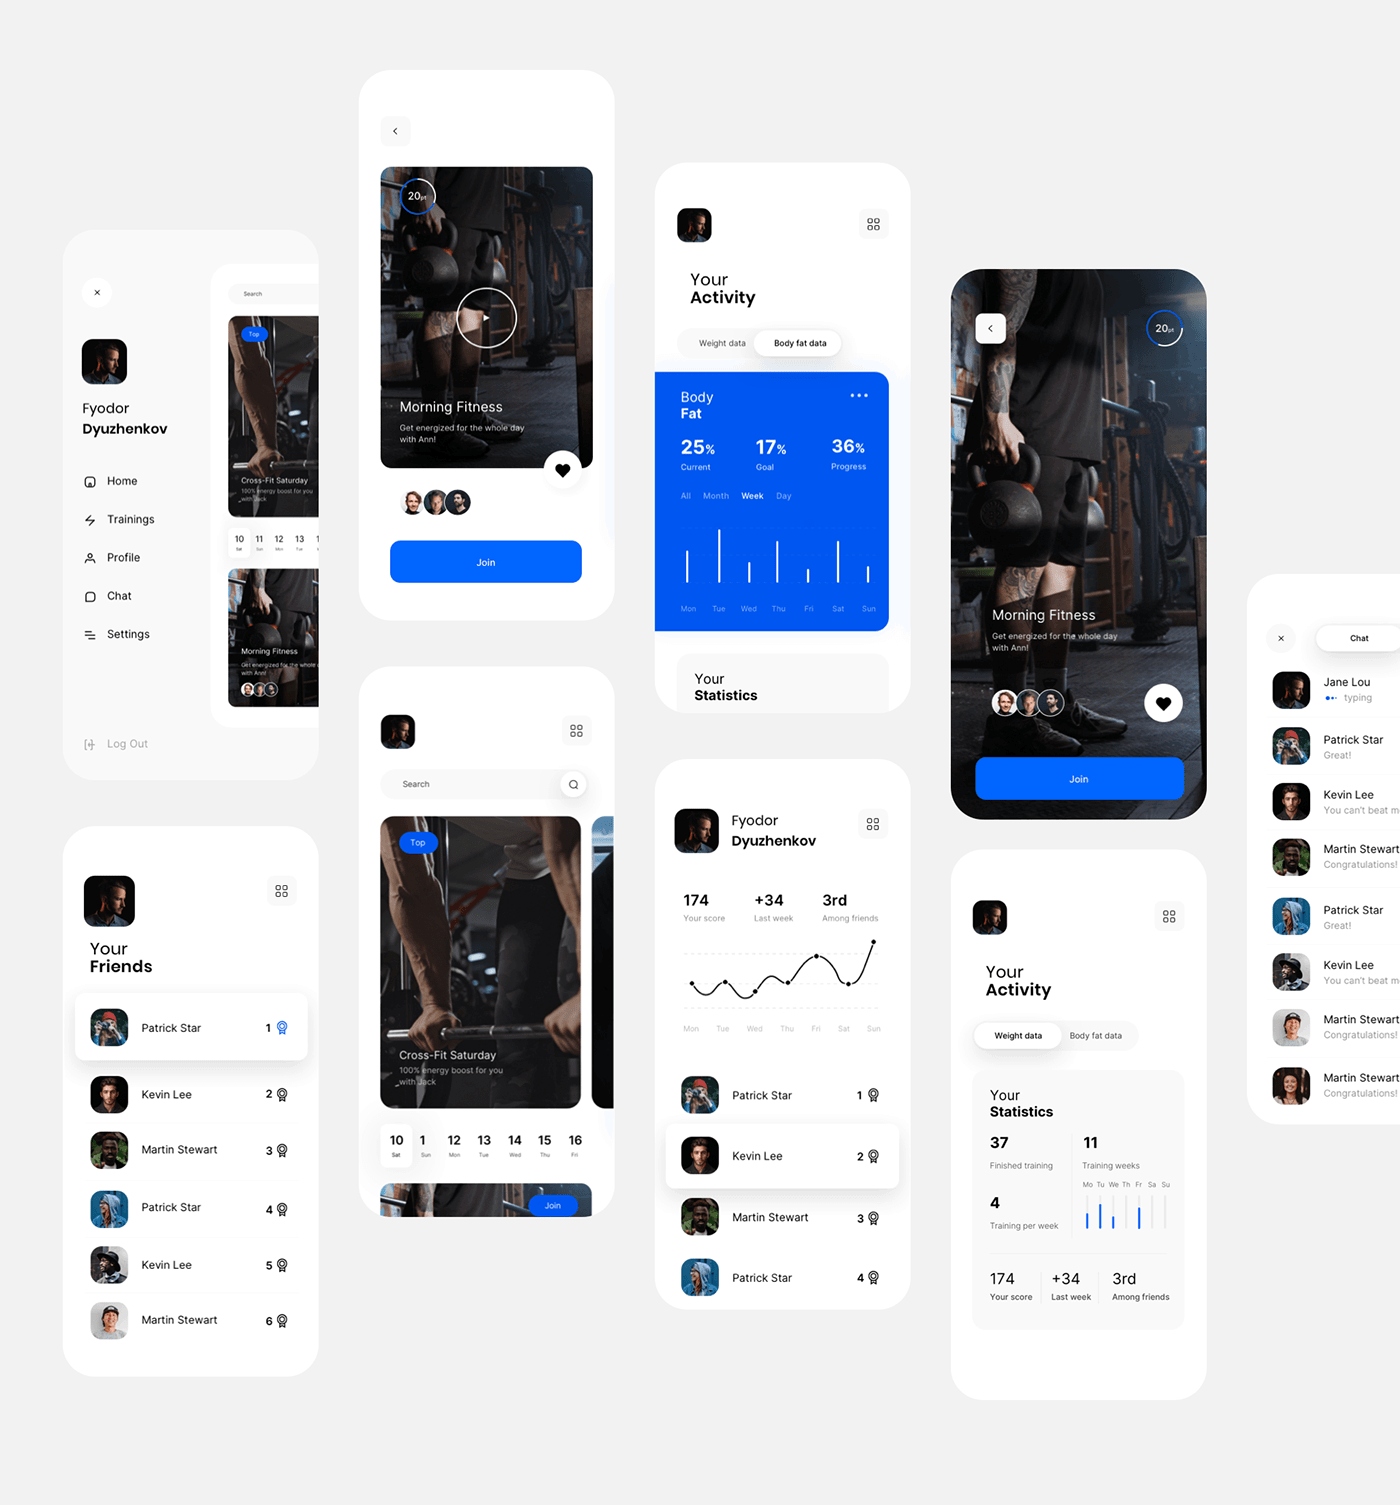 Fyodor
Dyuzhenkov
Home
Trainings
Profile
Chat
Settings
Log Out
Search
Top
Cross-Fit Saturday
100% energy boost for you
with Jack
10 11 12 13 1
Sat Sun Mon Tue
Morning Fitness
Get energized for the whole
with Ann!
Your
Friends
Patrick Star 1
Kevin Lee 2
Martin Stewart 3
Patrick Star 4
Kevin Lee 5
Martin Stewart 6
20pt
Morning Fitness
Get energized for the whole day
with Ann!
Join
Search
Top
Cross-Fit Saturday
100% energy boost for you
with Jack
10 1 12 13 14 15 16
Sat Sun Mon Tue Wed Thu Fri
Join
Your
Activity
Weight data Body fat data
Body
Fat
25% 17% 36%
Current Goal Progress
All Month Week Day
Mon Tue Wed Thu Fri Sat Sun
Your
Statistics
Fyodor
Dyuzhenkov
174 +34 3rd
Your score Last week Among friends
Mon Tue Wed Thu Fri Sat Sun
Patrick Star 1
Kevin Lee 2
Martin Stewart 3
Patrick Star 4
20pt
Morning Fitness
Get energized for the whole day
with Ann!
Join
Your
Activity
Weight data Body fat data
Your
Statistics
37 11
Finished training Training weeks
Mo Tu We Th Fr Sa Su
4
Training per week
174 +34 3rd
Your score Last week Among friends
Chat
Jane Lou
typing
Patrick Star
Great!
Kevin Lee
You can't beat m
Martin Stewart
Congratulations!
Patrick Star
Great!
Kevin Lee
You can't beat m
Martin Stewart
Congratulations!
Martin Stewart
Congratulations!